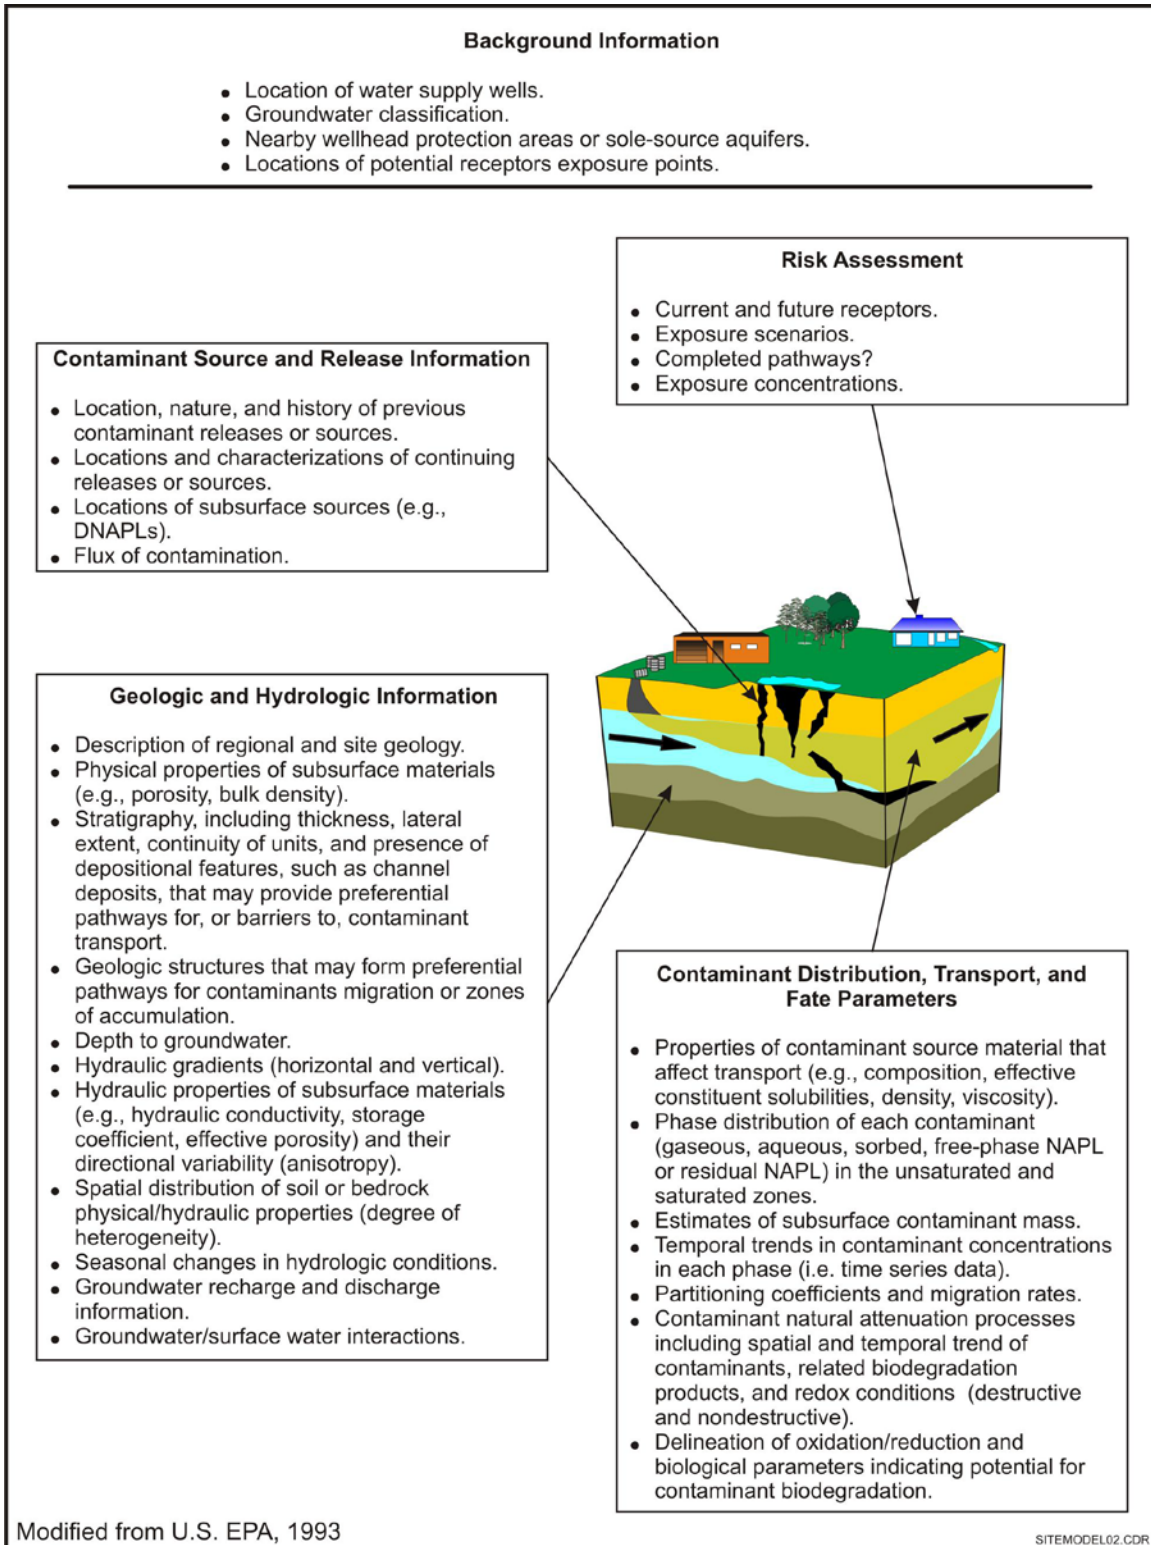 Background Information
• Location of water supply wells.
• Groundwater classification.
• Nearby wellhead protection areas or sole-source aquifers.
• Locations of potential receptors exposure points.
Risk Assessment
• Current and future receptors.
• Exposure scenarios.
• Completed pathways?
• Exposure concentrations.
Contaminant Source and Release Information
• Location, nature, and history of previous
contaminant releases or sources.
• Locations and characterizations of continuing
releases or sources.
• Locations of subsurface sources (e.g.,
DNAPLs).
• Flux of contamination.
Geologic and Hydrologic Information
• Description of regional and site geology.
• Physical properties of subsurface materials
(e.g., porosity, bulk density).
• Stratigraphy, including thickness, lateral
extent, continuity of units, and presence of
depositional features, such as channel
deposits, that may provide preferential
pathways for, or barriers to, contaminant
transport.
• Geologic structures that may form preferential
pathways for contaminants migration or zones
of accumulation.
• Depth to groundwater.
• Hydraulic gradients (horizontal and vertical).
• Hydraulic properties of subsurface materials
(e.g., hydraulic conductivity, storage
coefficient, effective porosity) and their
directional variability (anisotropy).
• Spatial distribution of soil or bedrock
physical/hydraulic properties (degree of
heterogeneity).
• Seasonal changes in hydrologic conditions.
• Groundwater recharge and discharge
information.
• Groundwater/surface water interactions.
Contaminant Distribution, Transport, and
Fate Parameters
• Properties of contaminant source material that
affect transport (e.g., composition, effective
constituent solubilities, density, viscosity).
• Phase distribution of each contaminant
(gaseous, aqueous, sorbed, free-phase NAPL
or residual NAPL) in the unsaturated and
saturated zones.
• Estimates of subsurface contaminant mass.
• Temporal trends in contaminant concentrations
in each phase (i.e. time series data).
• Partitioning coefficients and migration rates.
• Contaminant natural attenuation processes
including spatial and temporal trend of
contaminants, related biodegradation
products, and redox conditions (destructive
and nondestructive).
• Delineation of oxidation/reduction and
biological parameters indicating potential for
contaminant biodegradation.
Modified from U.S. EPA, 1993
SITEMODEL02.CDR